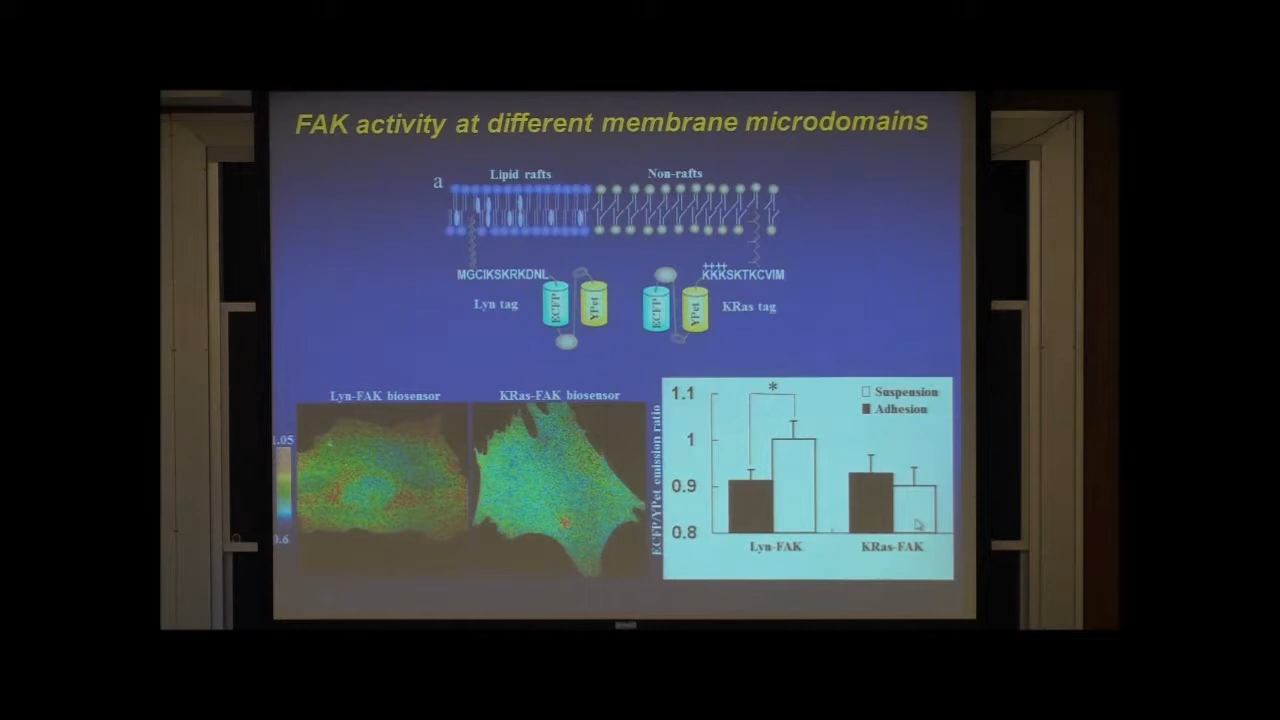 FAK activity at different membrane microdomains
a
Lipid rafts
Non-rafts
MGCIKSKRKDNL
++++
KKKSKTKCVIM
Lyn tag
ECFP
YPet
ECFP
YPet
KRas tag
Lyn-FAK biosensor
KRas-FAK biosensor
1.05
0.6
ECFP/YPet emission ratio
1.1
1
0.9
0.8
*
Suspension
Adhesion
Lyn-FAK
KRas-FAK